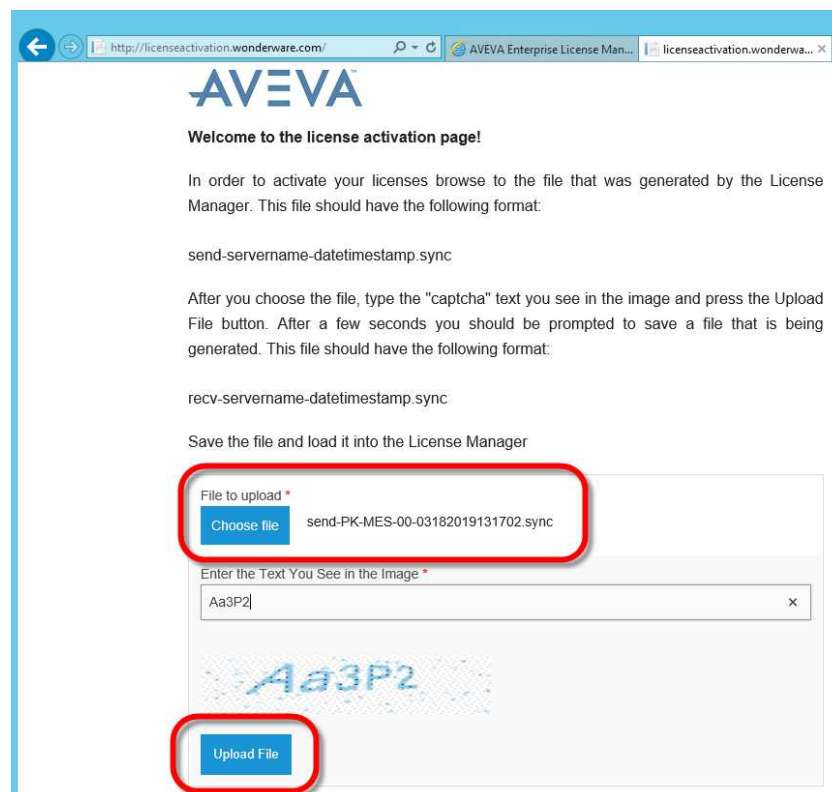 http://licenseactivation.wonderware.com/
AVEVA Enterprise License Man...
licenseactivation.wonderwa...
AVEVA
Welcome to the license activation page!
In order to activate your licenses browse to the file that was generated by the License
Manager. This file should have the following format:
send-servername-datetimestamp.sync
After you choose the file, type the "captcha" text you see in the image and press the Upload
File button. After a few seconds you should be prompted to save a file that is being
generated. This file should have the following format:
recv-servername-datetimestamp.sync
Save the file and load it into the License Manager
File to upload *
Choose file send-PK-MES-00-03182019131702.sync
Enter the Text You See in the Image *
Aa3P2
Aa3P2
Upload File